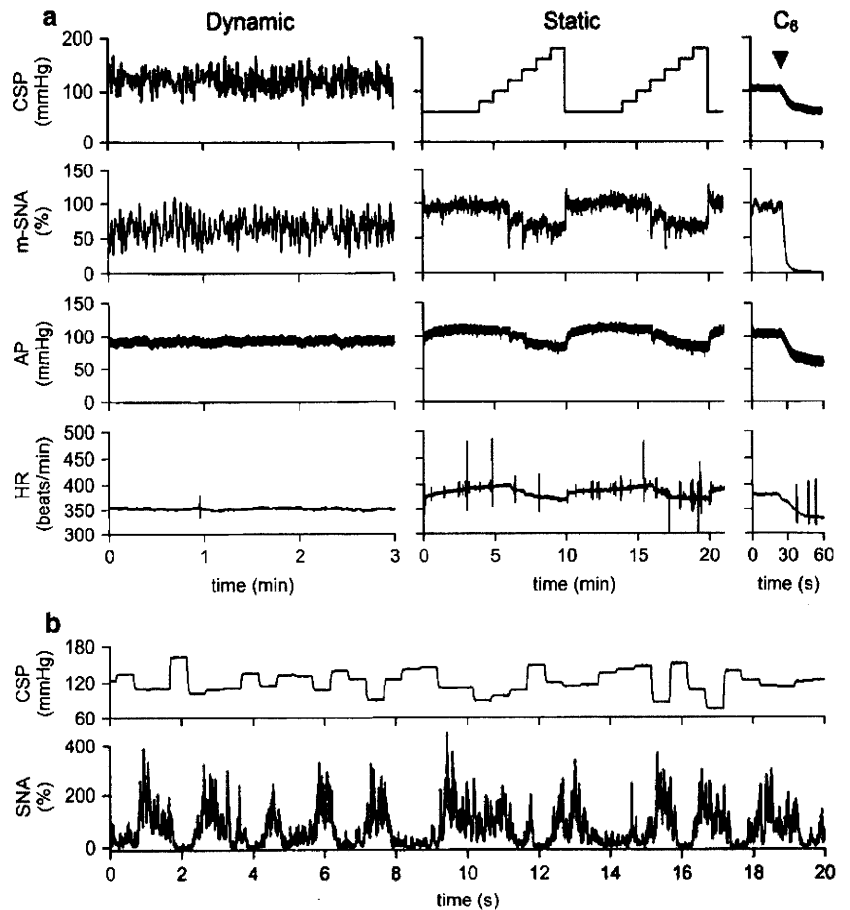 a
Dynamic
Static
C6
CSP
(mmHg)
200
100
0
m-SNA
(%)
150
100
50
0
AP
(mmHg)
150
100
50
0
HR
(beats/min)
500
450
400
350
300
0 1 2 3
0 5 10 15 20
0 30 60
time (min)
time (min)
time (s)
b
CSP
(mmHg)
180
120
60
SNA
(%)
400
200
0
0 2 4 6 8 10 12 14 16 18 20
time (s)